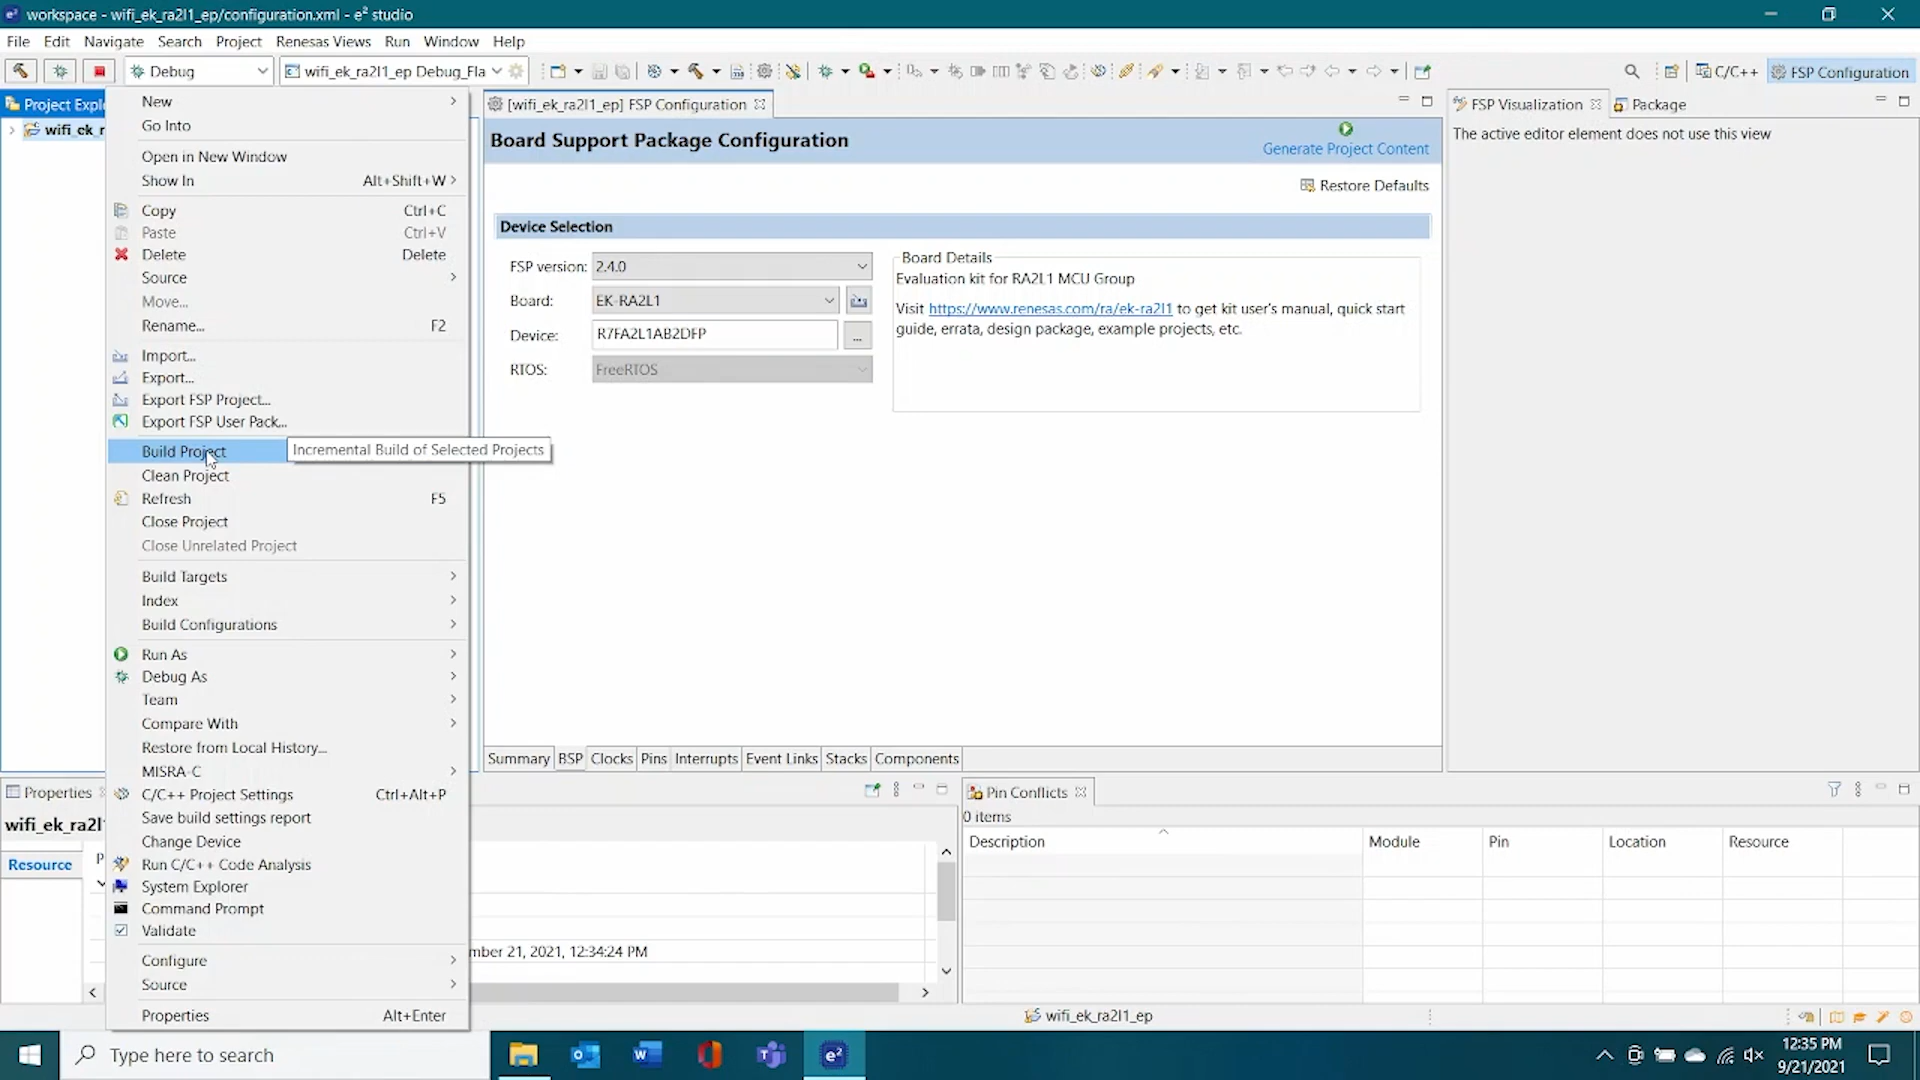 workspace - wifi_ek_ra2l1_ep/configuration.xml - e² studio
File Edit Navigate Search Project Renesas Views Run Window Help
Debug wifi_ek_ra2l1_ep Debug_Fla C/C++ FSP Configuration
Project Explo
wifi_ek_r
New
Go Into
Open in New Window
Show In Alt+Shift+W
Copy Ctrl+C
Paste Ctrl+V
Delete Delete
Source
Move...
Rename... F2
Import...
Export...
Export FSP Project...
Export FSP User Pack...
Build Project
Incremental Build of Selected Projects
Clean Project
Refresh F5
Close Project
Close Unrelated Project
Build Targets
Index
Build Configurations
Run As
Debug As
Team
Compare With
Restore from Local History...
MISRA-C
C/C++ Project Settings Ctrl+Alt+P
Save build settings report
Change Device
Run C/C++ Code Analysis
System Explorer
Command Prompt
Validate
Configure
Source
Properties Alt+Enter
[wifi_ek_ra2l1_ep] FSP Configuration
Board Support Package Configuration
Generate Project Content
Restore Defaults
Device Selection
FSP version: 2.4.0
Board: EK-RA2L1
Device: R7FA2L1AB2DFP ...
RTOS: FreeRTOS
Board Details
Evaluation kit for RA2L1 MCU Group
Visit https://www.renesas.com/ra/ek-ra2l1 to get kit user's manual, quick start
guide, errata, design package, example projects, etc.
Summary BSP Clocks Pins Interrupts Event Links Stacks Components
FSP Visualization Package
The active editor element does not use this view
Properties
wifi_ek_ra2l
Resource P
mber 21, 2021, 12:34:24 PM
Pin Conflicts
0 items
Description Module Pin Location Resource
wifi_ek_ra2l1_ep
Type here to search
12:35 PM
9/21/2021